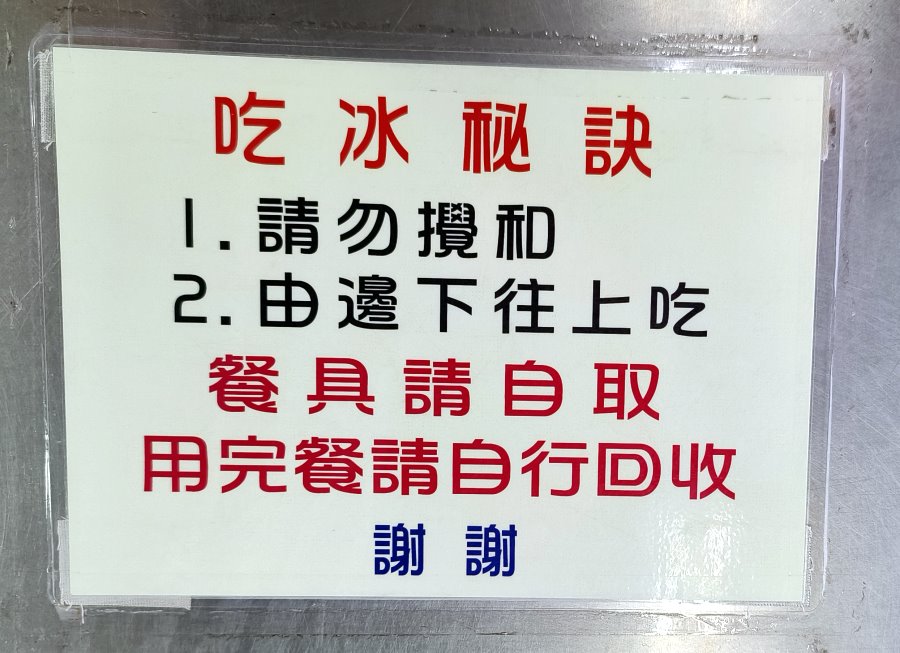 吃冰秘訣
1.請勿攪和
2.由邊下往上吃
餐具請自取
用完餐請自行回收
謝謝